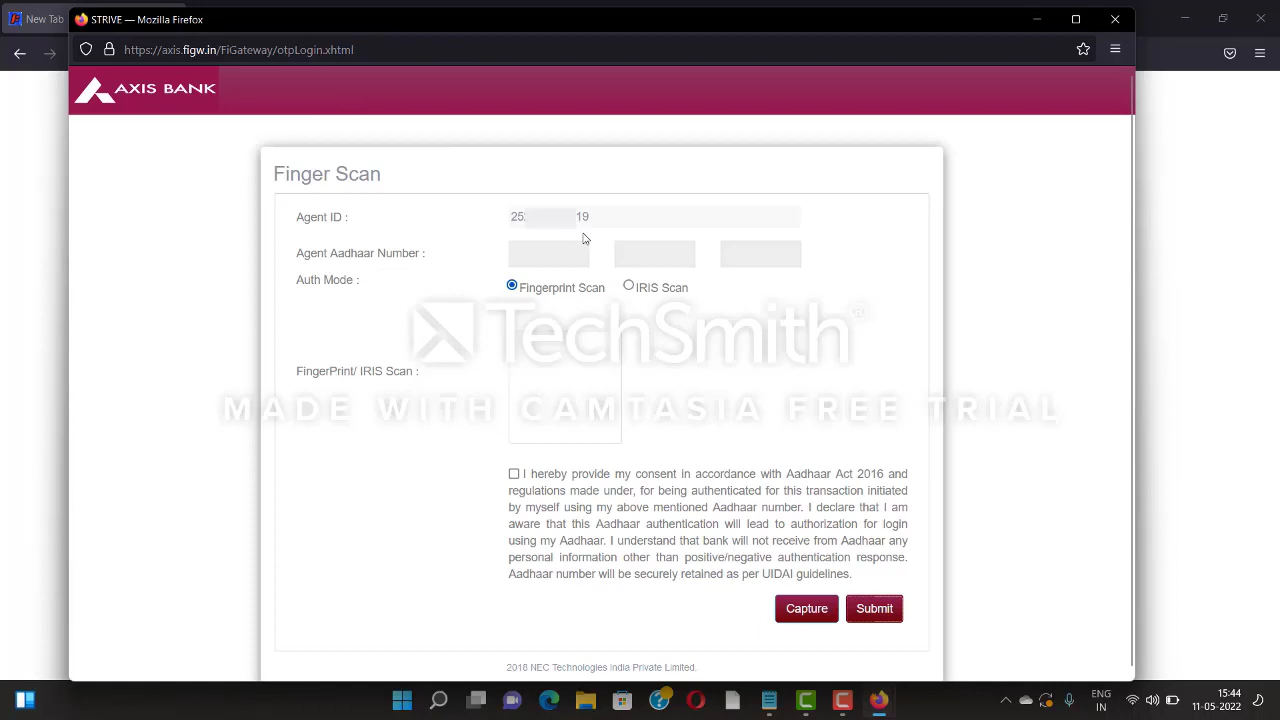 New Tab
STRIVE — Mozilla Firefox
https://axis.figw.in/FiGateway/otpLogin.xhtml
AXIS BANK
Finger Scan
Agent ID :
25
19
Agent Aadhaar Number :
Auth Mode :
Fingerprint Scan
IRIS Scan
TechSmith®
FingerPrint/ IRIS Scan :
MADE WITH CAMTASIA FREE TRIAL
I hereby provide my consent in accordance with Aadhaar Act 2016 and
regulations made under, for being authenticated for this transaction initiated
by myself using my above mentioned Aadhaar number. I declare that I am
aware that this Aadhaar authentication will lead to authorization for login
using my Aadhaar. I understand that bank will not receive from Aadhaar any
personal information other than positive/negative authentication response.
Aadhaar number will be securely retained as per UIDAI guidelines.
Capture
Submit
2018 NEC Technologies India Private Limited.
ENG
IN
15:44
11-05-2022